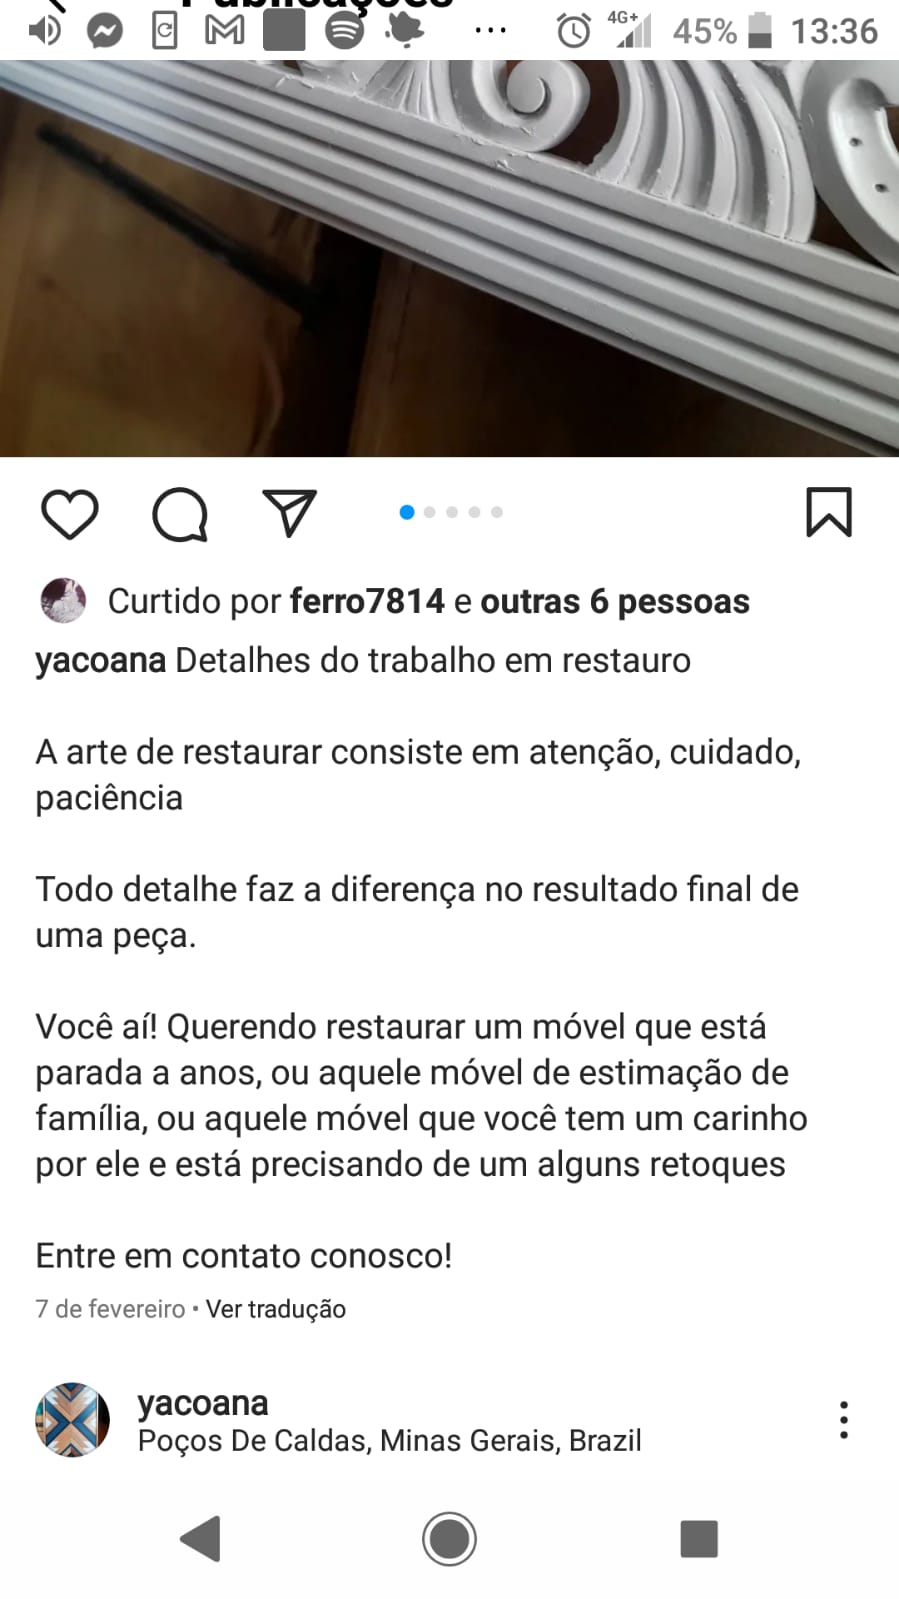 Publicações
4G+ 45% 13:36
Curtido por ferro7814 e outras 6 pessoas
yacoana Detalhes do trabalho em restauro
A arte de restaurar consiste em atenção, cuidado,
paciência
Todo detalhe faz a diferença no resultado final de
uma peça.
Você aí! Querendo restaurar um móvel que está
parada a anos, ou aquele móvel de estimação de
família, ou aquele móvel que você tem um carinho
por ele e está precisando de um alguns retoques
Entre em contato conosco!
7 de fevereiro • Ver tradução
yacoana
Poços De Caldas, Minas Gerais, Brazil